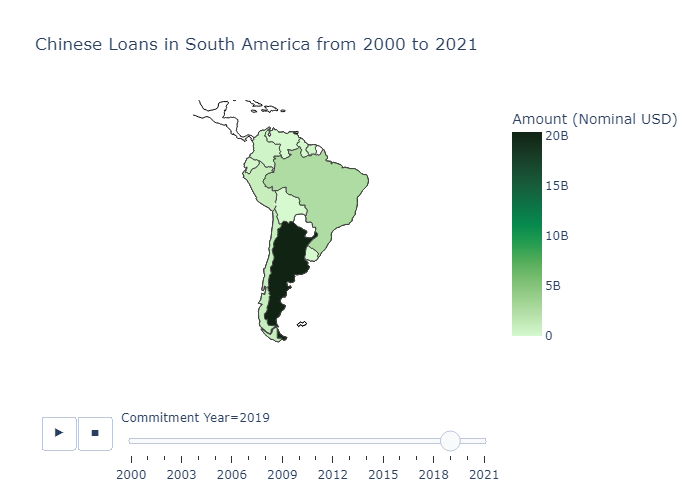 Chinese Loans in South America from 2000 to 2021
Amount (Nominal USD)
20B
15B
10B
5B
0
Commitment Year=2019
2000 2003 2006 2009 2012 2015 2018 2021